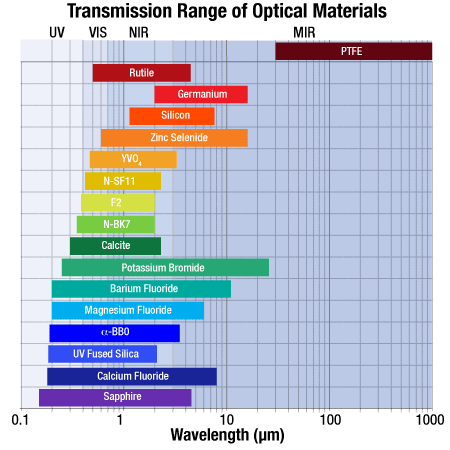 Transmission Range of Optical Materials
UV VIS NIR MIR
PTFE
Rutile
Germanium
Silicon
Zinc Selenide
YVO₄
N-SF11
F2
N-BK7
Calcite
Potassium Bromide
Barium Fluoride
Magnesium Fluoride
α-BBO
UV Fused Silica
Calcium Fluoride
Sapphire
0.1 1 10 100 1000
Wavelength (µm)